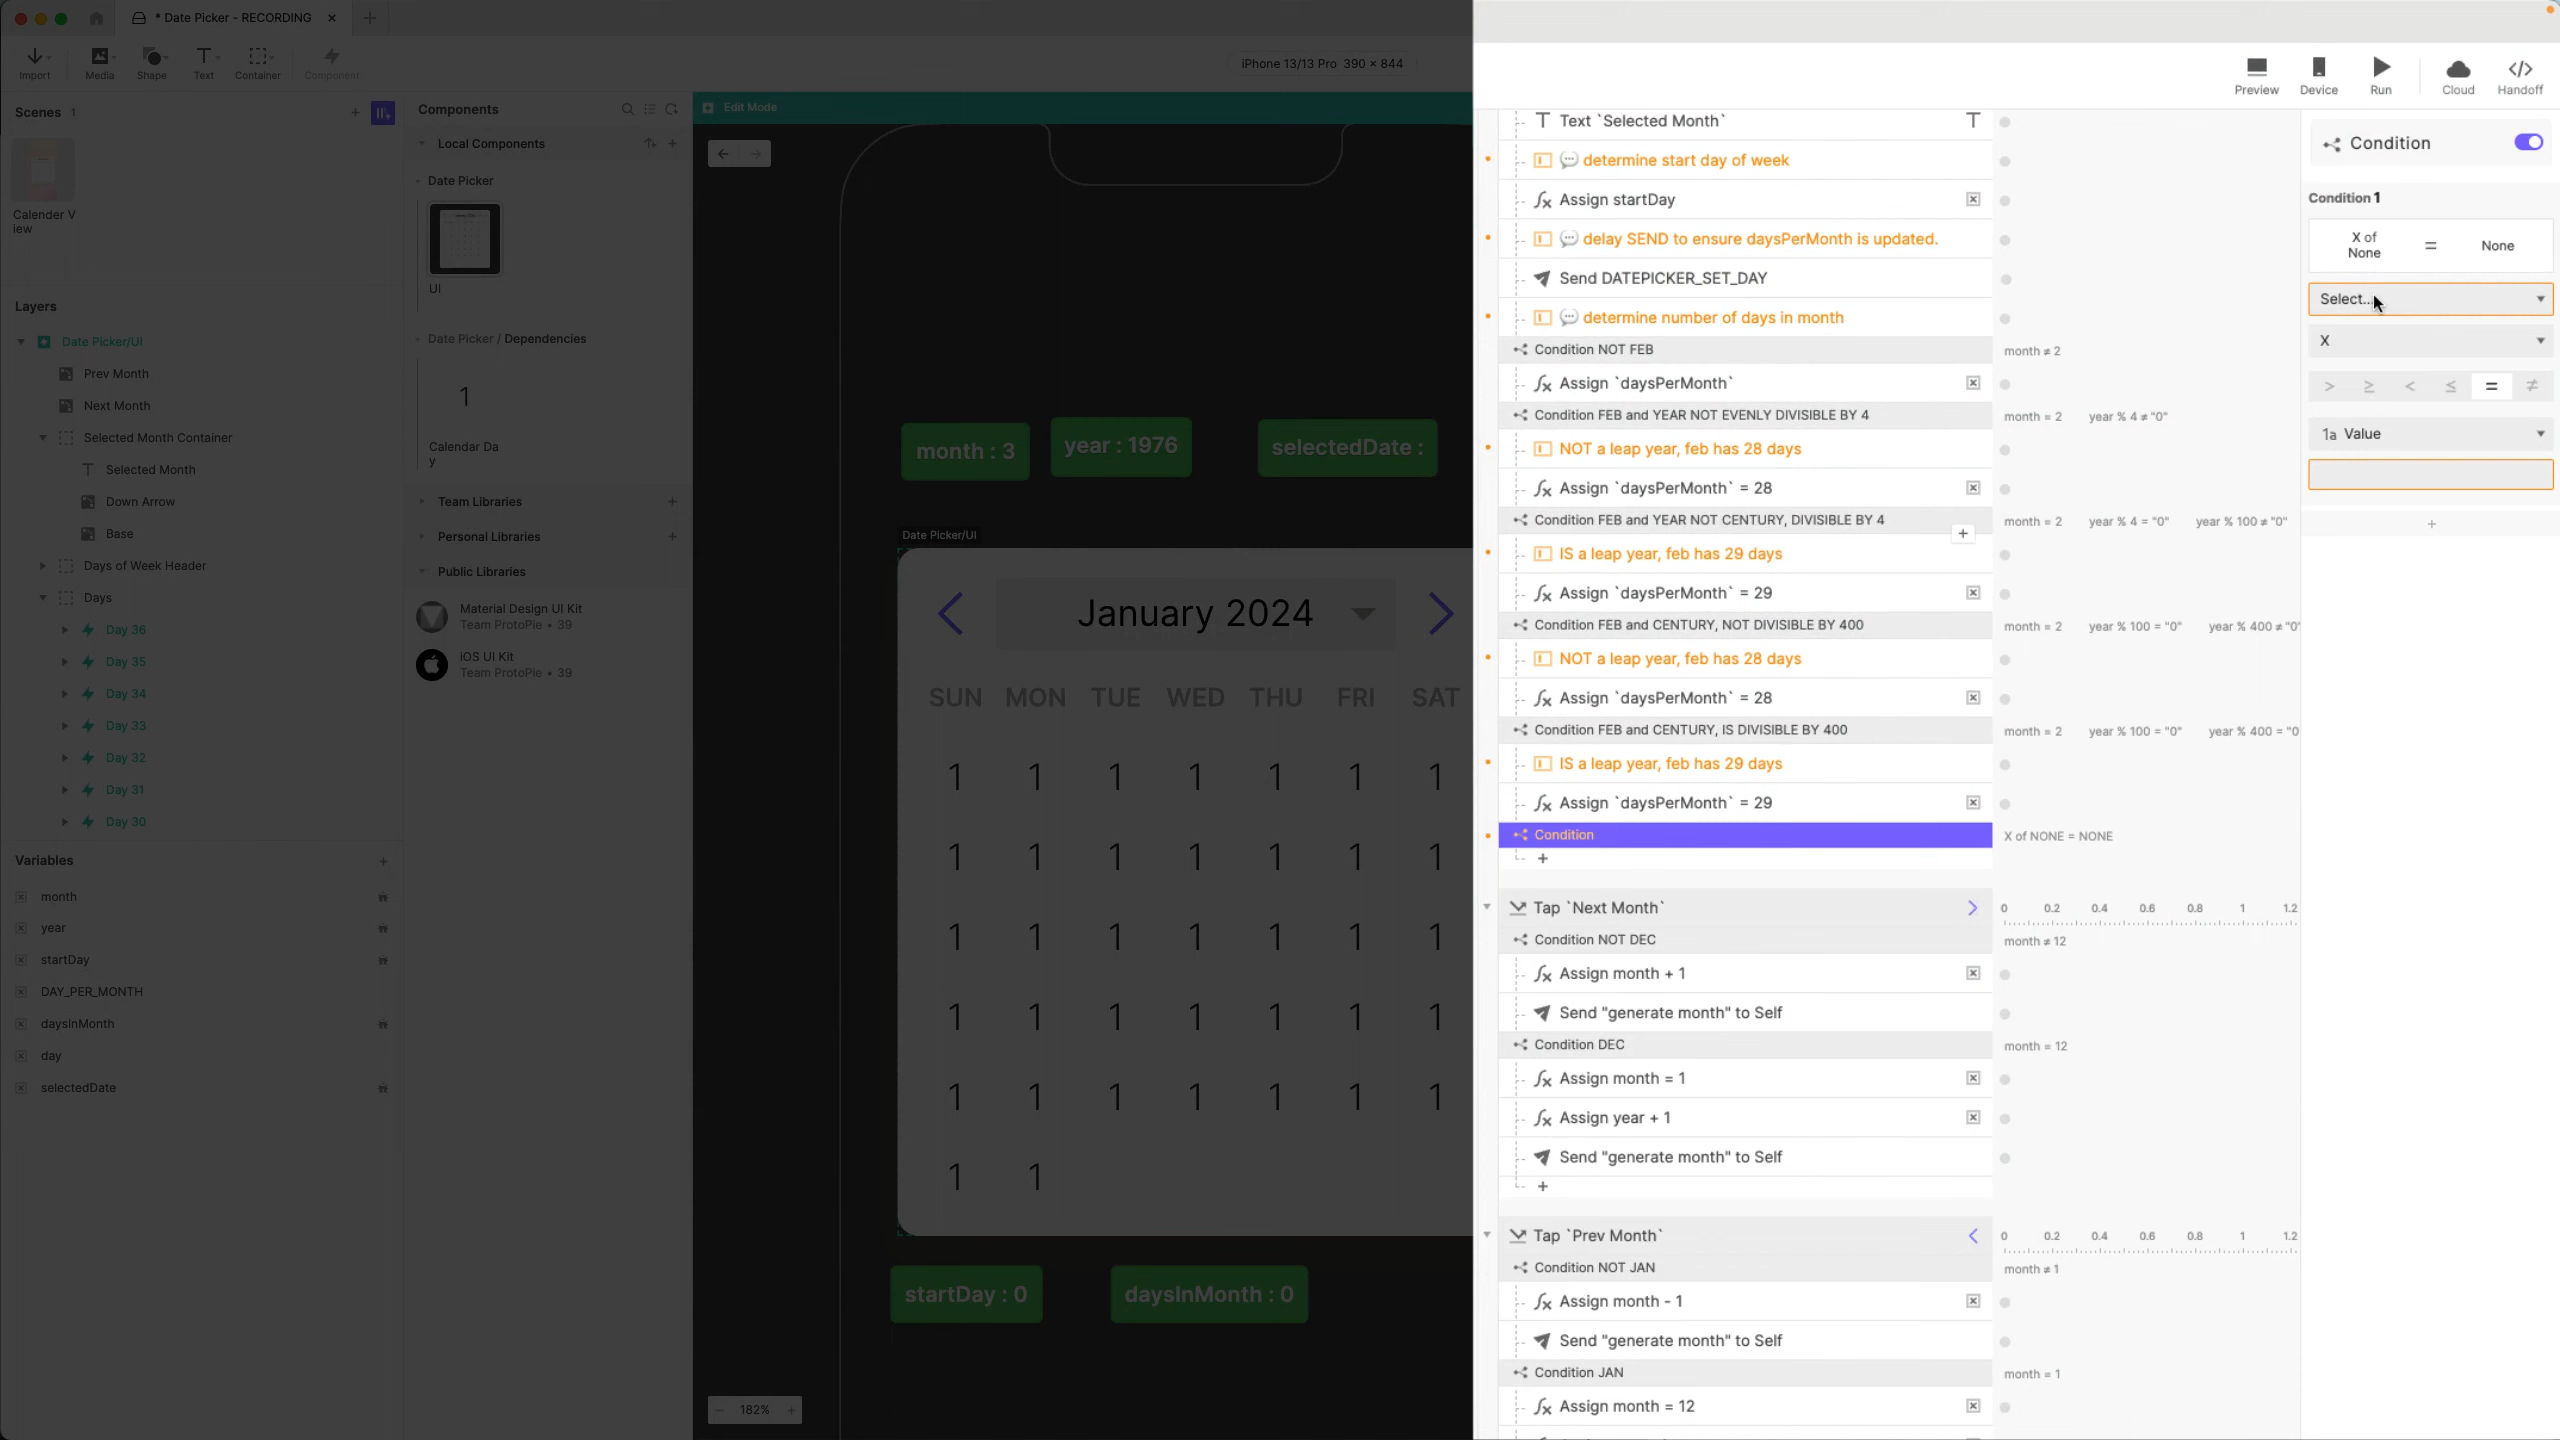 * Date Picker - RECORDING
Import
Media
Shape
Text
Container
Component
iPhone 13/13 Pro 390 × 844
Preview
Device
Run
Cloud
Handoff
Scenes 1
Calender V
iew
Layers
Date Picker/UI
Prev Month
Next Month
Selected Month Container
Selected Month
Down Arrow
Base
Days of Week Header
Days
Day 36
Day 35
Day 34
Day 33
Day 32
Day 31
Day 30
Variables
month
year
startDay
DAY_PER_MONTH
daysInMonth
day
selectedDate
Components
Local Components
Date Picker
UI
Date Picker / Dependencies
1
Calendar Da
y
Team Libraries
Personal Libraries
Public Libraries
Material Design UI Kit
Team ProtoPie • 39
iOS UI Kit
Team ProtoPie • 39
Edit Mode
month : 3
year : 1976
selectedDate :
Date Picker/UI
January 2024
SUN MON TUE WED THU FRI SAT
1 1 1 1 1 1 1
1 1 1 1 1 1 1
1 1 1 1 1 1 1
1 1 1 1 1 1 1
1 1 1 1 1 1 1
1 1
startDay : 0
daysInMonth : 0
182%
Text `Selected Month`
💬 determine start day of week
Assign startDay
💬 delay SEND to ensure daysPerMonth is updated.
Send DATEPICKER_SET_DAY
💬 determine number of days in month
Condition NOT FEB month ≠ 2
Assign `daysPerMonth`
Condition FEB and YEAR NOT EVENLY DIVISIBLE BY 4 month = 2 year % 4 ≠ "0"
NOT a leap year, feb has 28 days
Assign `daysPerMonth` = 28
Condition FEB and YEAR NOT CENTURY, DIVISIBLE BY 4 month = 2 year % 4 = "0" year % 100 ≠ "0"
IS a leap year, feb has 29 days
Assign `daysPerMonth` = 29
Condition FEB and CENTURY, NOT DIVISIBLE BY 400 month = 2 year % 100 = "0" year % 400 ≠ "0"
NOT a leap year, feb has 28 days
Assign `daysPerMonth` = 28
Condition FEB and CENTURY, IS DIVISIBLE BY 400 month = 2 year % 100 = "0" year % 400 = "0
IS a leap year, feb has 29 days
Assign `daysPerMonth` = 29
Condition X of NONE = NONE
Tap `Next Month` 0 0.2 0.4 0.6 0.8 1 1.2
Condition NOT DEC month ≠ 12
Assign month + 1
Send "generate month" to Self
Condition DEC month = 12
Assign month = 1
Assign year + 1
Send "generate month" to Self
Tap `Prev Month` 0 0.2 0.4 0.6 0.8 1 1.2
Condition NOT JAN month ≠ 1
Assign month - 1
Send "generate month" to Self
Condition JAN month = 1
Assign month = 12
Condition
Condition 1
X of
None = None
Select...
X
> ≥ < ≤ = ≠
1a Value